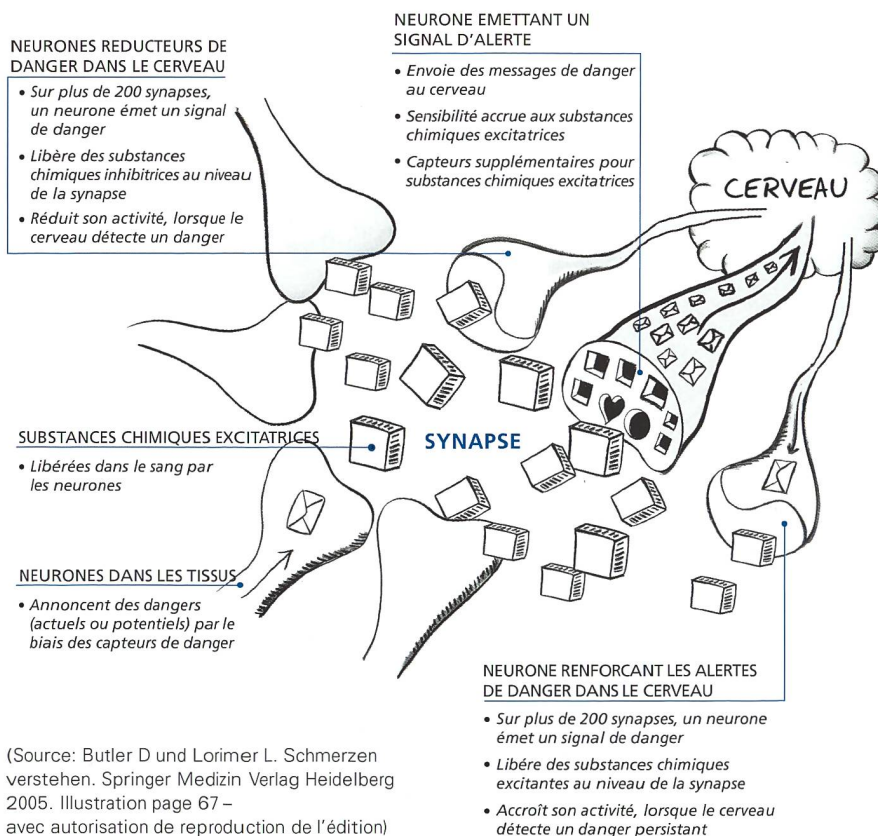 NEURONES REDUCTEURS DE
DANGER DANS LE CERVEAU
• Sur plus de 200 synapses,
un neurone émet un signal
de danger
• Libère des substances
chimiques inhibitrices au niveau
de la synapse
• Réduit son activité, lorsque le
cerveau détecte un danger
NEURONE EMETTANT UN
SIGNAL D'ALERTE
• Envoie des messages de danger
au cerveau
• Sensibilité accrue aux substances
chimiques excitatrices
• Capteurs supplémentaires pour
substances chimiques excitatrices
CERVEAU
SUBSTANCES CHIMIQUES EXCITATRICES
• Libérées dans le sang par
les neurones
SYNAPSE
NEURONES DANS LES TISSUS
• Annoncent des dangers
(actuels ou potentiels) par le
biais des capteurs de danger
NEURONE RENFORCANT LES ALERTES
DE DANGER DANS LE CERVEAU
• Sur plus de 200 synapses, un neurone
émet un signal de danger
• Libére des substances chimiques
excitantes au niveau de la synapse
• Accroît son activité, lorsque le cerveau
détecte un danger persistant
(Source: Butler D und Lorimer L. Schmerzen
verstehen. Springer Medizin Verlag Heidelberg
2005. Illustration page 67 –
avec autorisation de reproduction de l'édition)